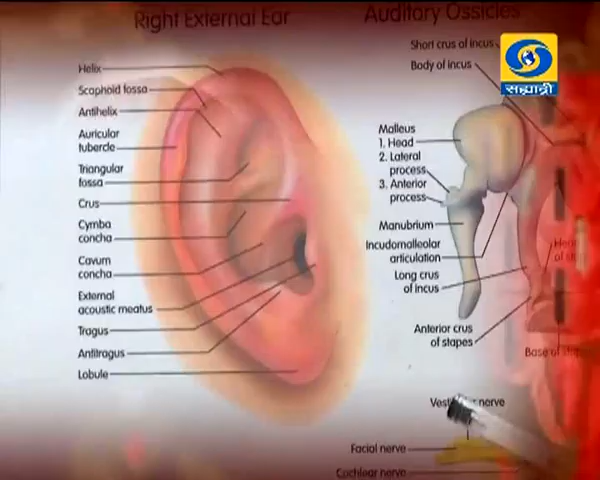 Right External Ear
Helix
Scaphoid fossa
Antihelix
Auricular
tubercle
Triangular
fossa
Crus
Cymba
concha
Cavum
concha
External
acoustic meatus
Tragus
Antitragus
Lobule
Auditory Ossicles
Short crus of incus
Body of incus
Malleus
1. Head
2. Lateral
process
3. Anterior
process
Manubrium
Incudomalleolar
articulation
Long crus
of incus
Anterior crus
of stapes
Base of
nerve
Facial nerve
Cochlear nerve
सह्याद्री